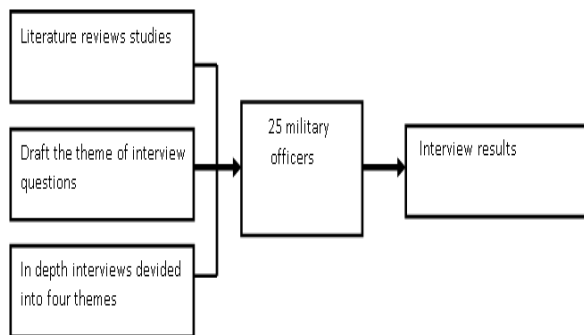 Literature reviews studies
Draft the theme of interview
questions
In depth interviews devided
into four themes
25 military
officers
Interview results